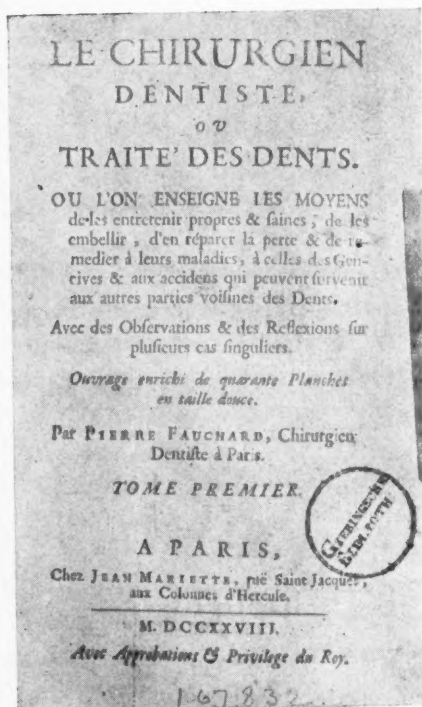 LE CHIRURGIEN
DENTISTE,
OU
TRAITE' DES DENTS.
OU L'ON ENSEIGNE LES MOYENS
de les entretenir propres & saines, de les
embellir, d'en réparer la perte & de re-
medier à leurs maladies, à celles des Gen-
cives & aux accidens qui peuvent survenir
aux autres parties voisines des Dents.
Avec des Observations & des Reflexions sur
plusieurs cas singuliers.
Ouvrage enrichi de quarante Planches
en taille douce.
Par PIERRE FAUCHARD, Chirurgien
Dentiste à Paris.
TOME PREMIER.
A PARIS,
Chez JEAN MARIETTE, ruë Saint Jacques,
aux Colonnes d'Hercule.
M. DCCXXVIII.
Avec Approbations & Privilege du Roy.
167832